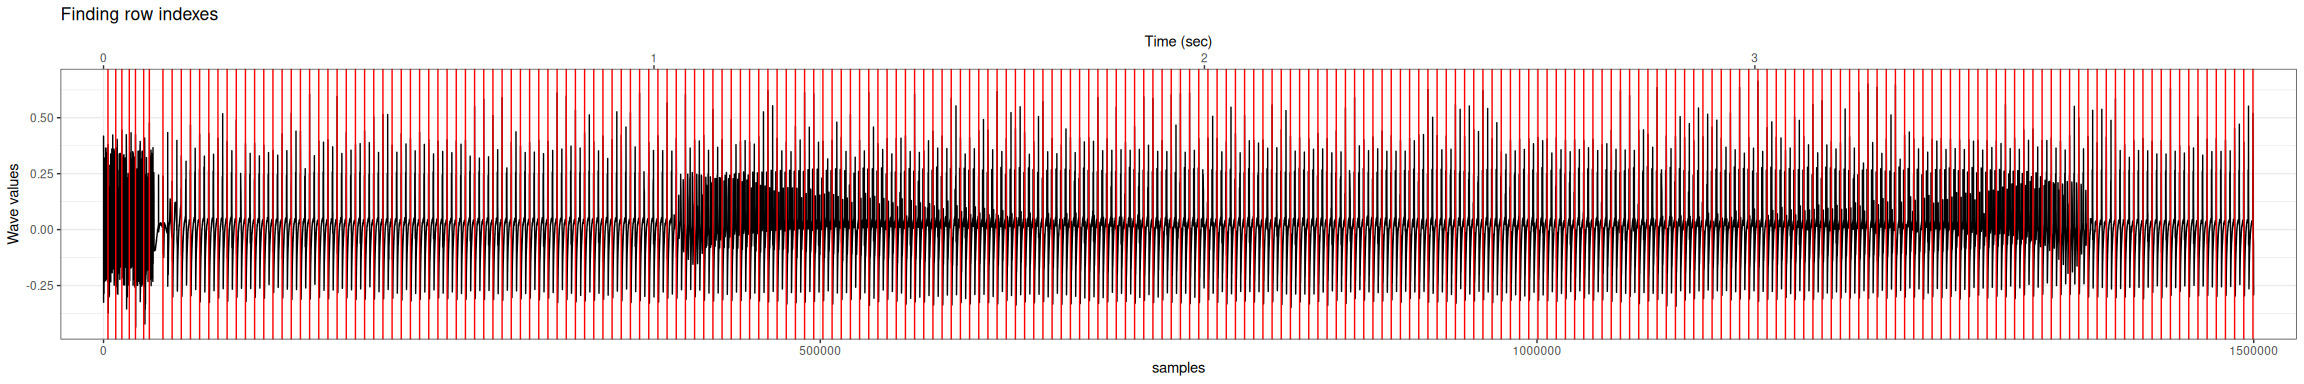 Finding row indexes
Time (sec)
0 1 2 3
0.50
0.25
0.00
-0.25
Wave values
0 500000 1000000 1500000
samples